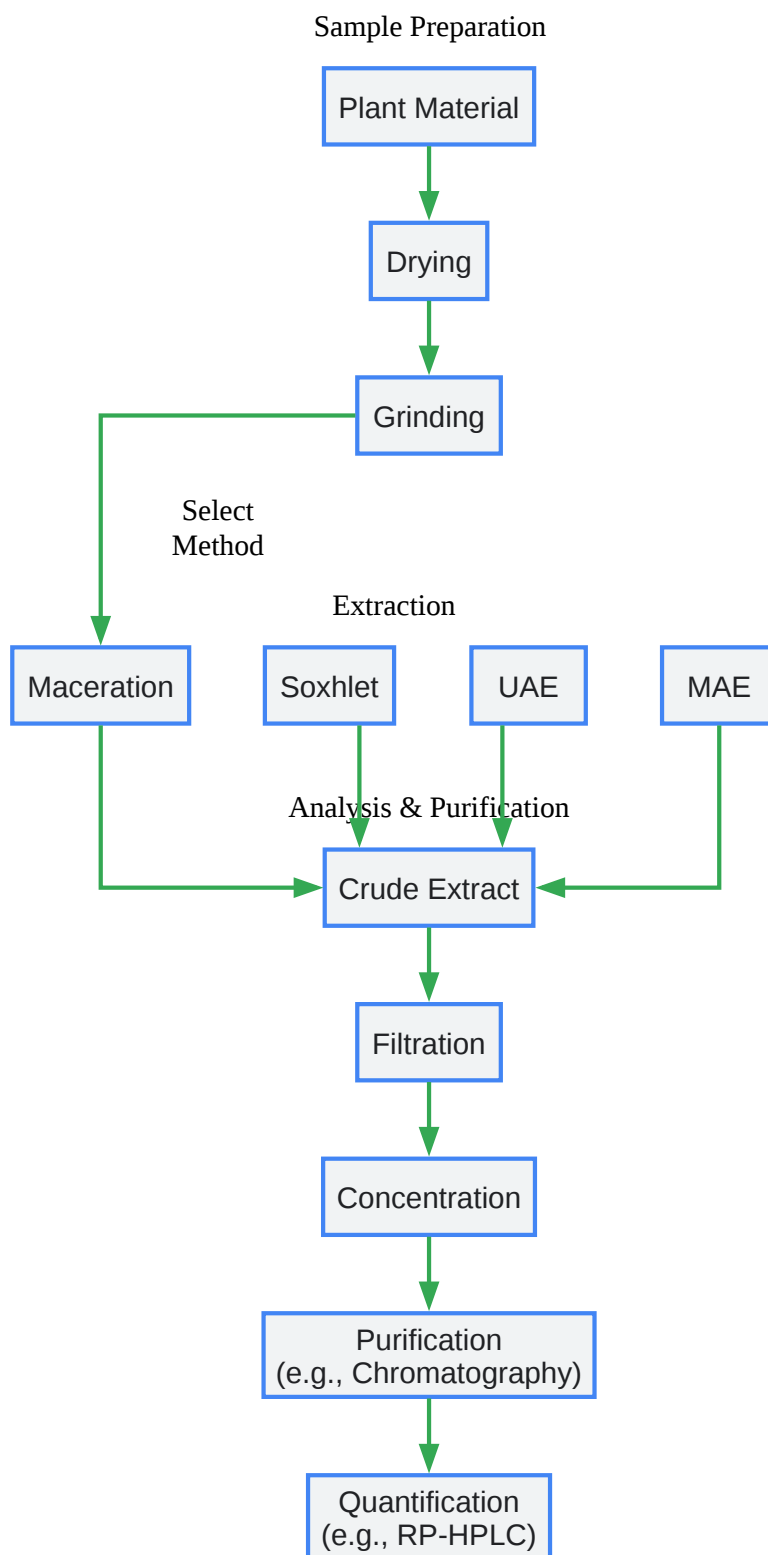 Sample Preparation
Plant Material
Drying
Grinding
Select
Method
Extraction
Maceration
Soxhlet
UAE
MAE
Analysis & Purification
Crude Extract
Filtration
Concentration
Purification
(e.g., Chromatography)
Quantification
(e.g., RP-HPLC)